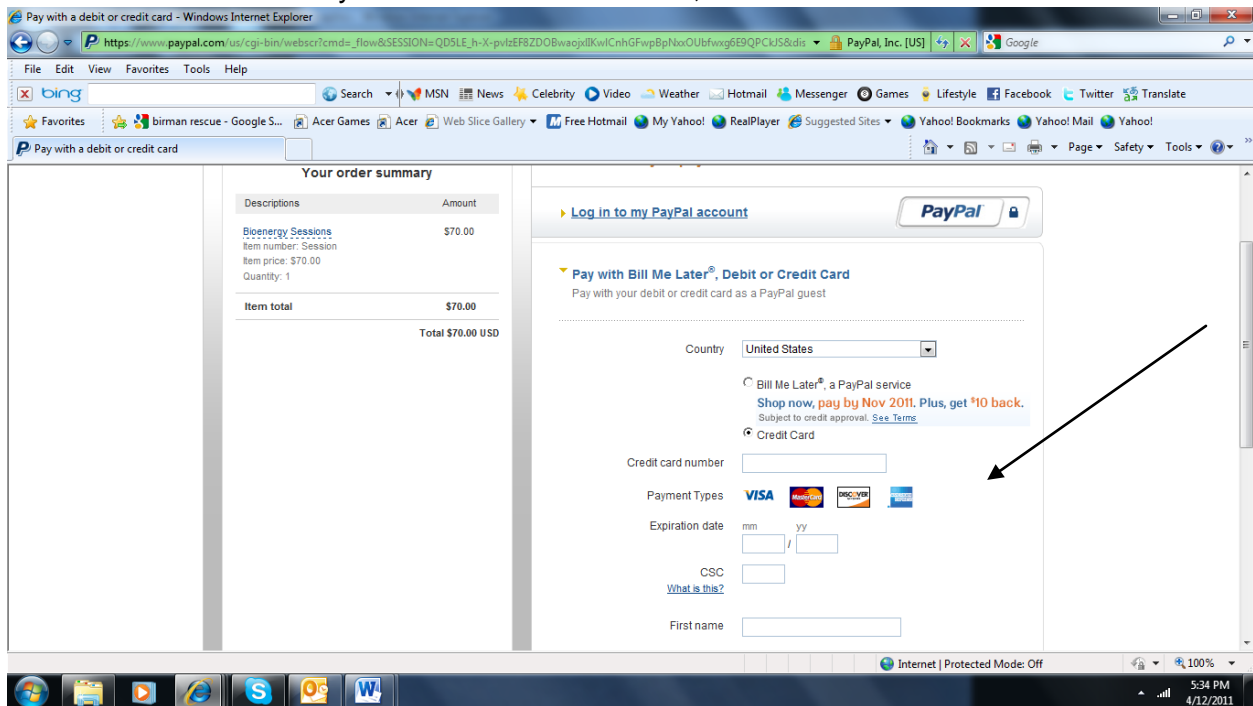 Pay with a debit or credit card - Windows Internet Explorer
https://www.paypal.com/us/cgi-bin/webscr?cmd=_flow&SESSION= PayPal, Inc. [US] Google
File Edit View Favorites Tools Help
bing Search MSN News Celebrity Video Weather Hotmail Messenger Games Lifestyle Facebook Twitter Translate
Favorites birman rescue - Google S... Acer Games Acer Web Slice Gallery Free Hotmail My Yahoo! RealPlayer Suggested Sites Yahoo! Bookmarks Yahoo! Mail Yahoo!
Pay with a debit or credit card Page Safety Tools
Your order summary
Descriptions Amount
Bioenergy Sessions $70.00
Item number: Session
Item price: $70.00
Quantity: 1
Item total $70.00
Total $70.00 USD
Log in to my PayPal account PayPal
Pay with Bill Me Later®, Debit or Credit Card
Pay with your debit or credit card as a PayPal guest
Country United States
Bill Me Later®, a PayPal service
Shop now, pay by Nov 2011. Plus, get $10 back.
Subject to credit approval. See Terms
Credit Card
Credit card number
Payment Types VISA MasterCard DISCOVER
Expiration date mm yy
/
CSC
What is this?
First name
Internet | Protected Mode: Off 100%
5:34 PM
4/12/2011